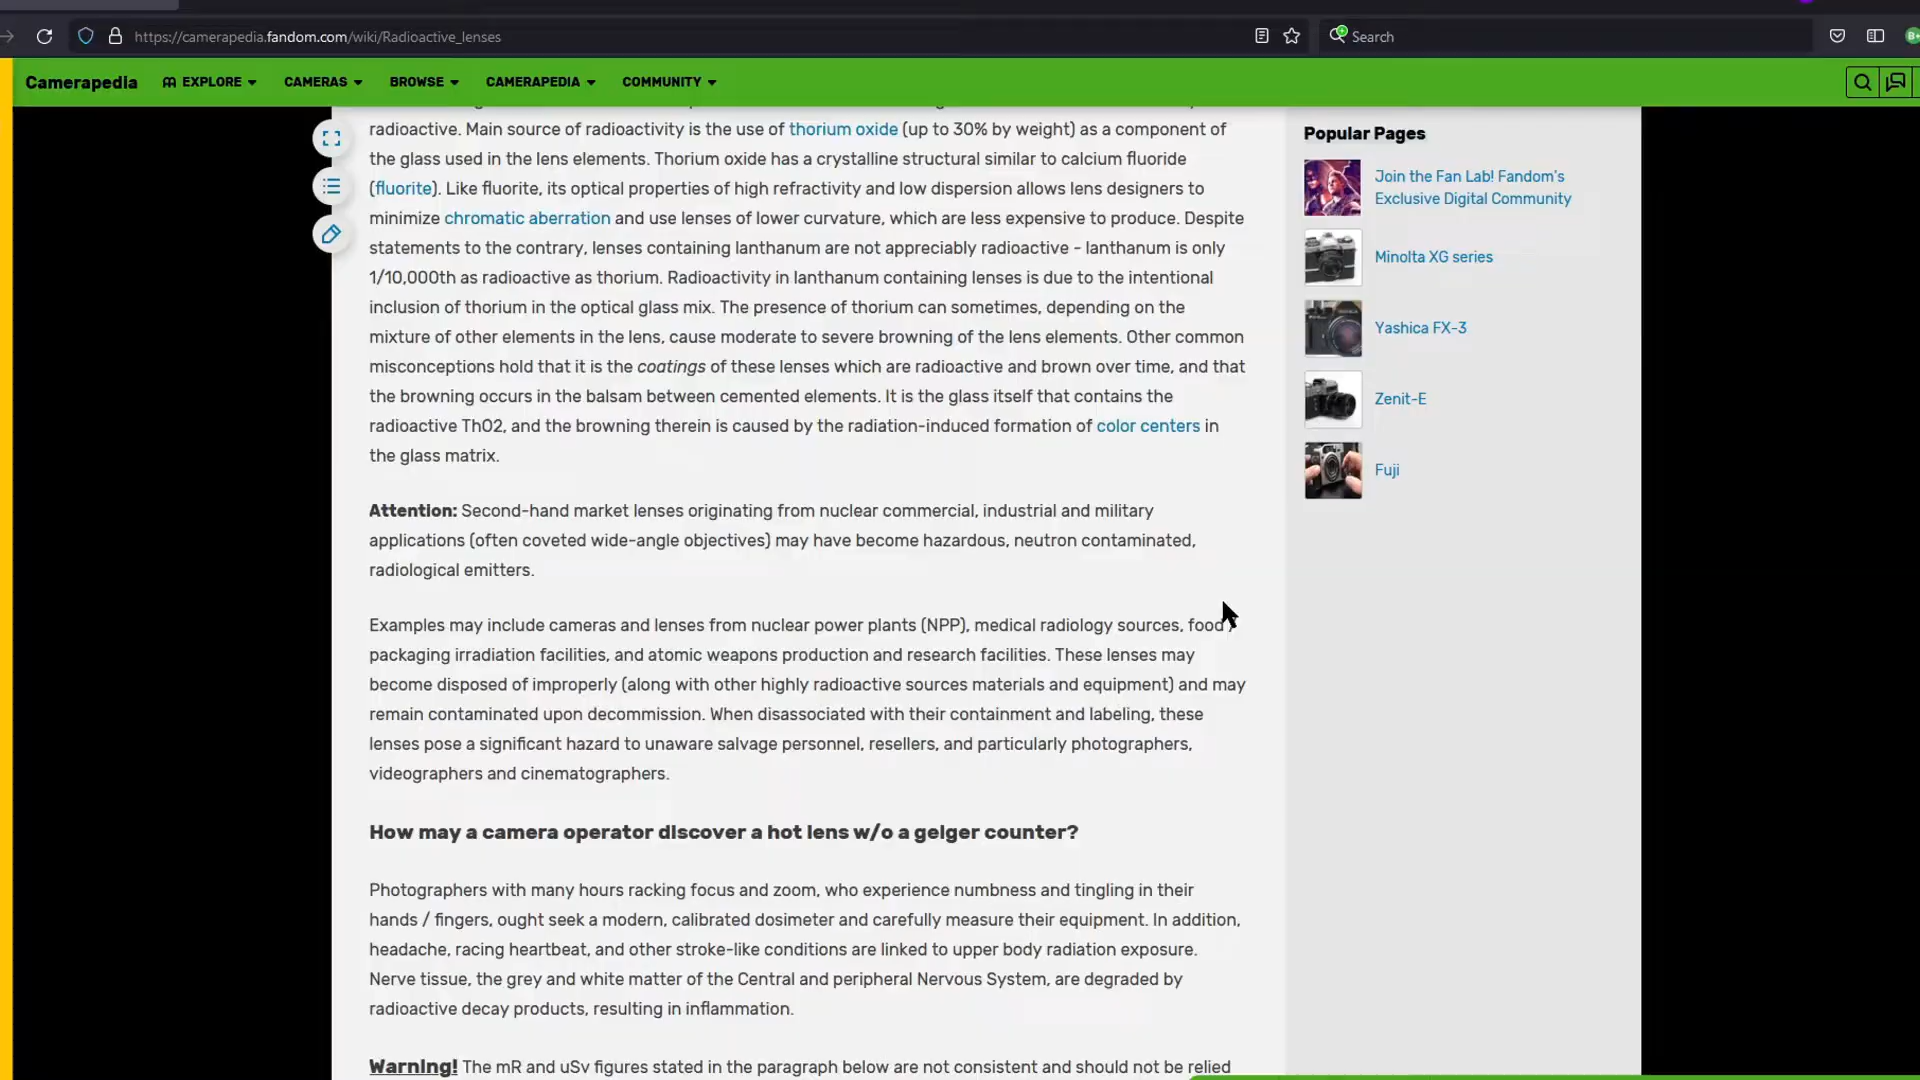 https://camerapedia.fandom.com/wiki/Radioactive_lenses
Search
Camerapedia
EXPLORE
CAMERAS
BROWSE
CAMERAPEDIA
COMMUNITY
radioactive. Main source of radioactivity is the use of thorium oxide (up to 30% by weight) as a component of
the glass used in the lens elements. Thorium oxide has a crystalline structural similar to calcium fluoride
(fluorite). Like fluorite, its optical properties of high refractivity and low dispersion allows lens designers to
minimize chromatic aberration and use lenses of lower curvature, which are less expensive to produce. Despite
statements to the contrary, lenses containing lanthanum are not appreciably radioactive - lanthanum is only
1/10,000th as radioactive as thorium. Radioactivity in lanthanum containing lenses is due to the intentional
inclusion of thorium in the optical glass mix. The presence of thorium can sometimes, depending on the
mixture of other elements in the lens, cause moderate to severe browning of the lens elements. Other common
misconceptions hold that it is the coatings of these lenses which are radioactive and brown over time, and that
the browning occurs in the balsam between cemented elements. It is the glass itself that contains the
radioactive ThO2, and the browning therein is caused by the radiation-induced formation of color centers in
the glass matrix.
Attention: Second-hand market lenses originating from nuclear commercial, industrial and military
applications (often coveted wide-angle objectives) may have become hazardous, neutron contaminated,
radiological emitters.
Examples may include cameras and lenses from nuclear power plants (NPP), medical radiology sources, food /
packaging irradiation facilities, and atomic weapons production and research facilities. These lenses may
become disposed of improperly (along with other highly radioactive sources materials and equipment) and may
remain contaminated upon decommission. When disassociated with their containment and labeling, these
lenses pose a significant hazard to unaware salvage personnel, resellers, and particularly photographers,
videographers and cinematographers.
How may a camera operator discover a hot lens w/o a geiger counter?
Photographers with many hours racking focus and zoom, who experience numbness and tingling in their
hands / fingers, ought seek a modern, calibrated dosimeter and carefully measure their equipment. In addition,
headache, racing heartbeat, and other stroke-like conditions are linked to upper body radiation exposure.
Nerve tissue, the grey and white matter of the Central and peripheral Nervous System, are degraded by
radioactive decay products, resulting in inflammation.
Warning! The mR and uSv figures stated in the paragraph below are not consistent and should not be relied
Popular Pages
Join the Fan Lab! Fandom's
Exclusive Digital Community
Minolta XG series
Yashica FX-3
Zenit-E
Fuji